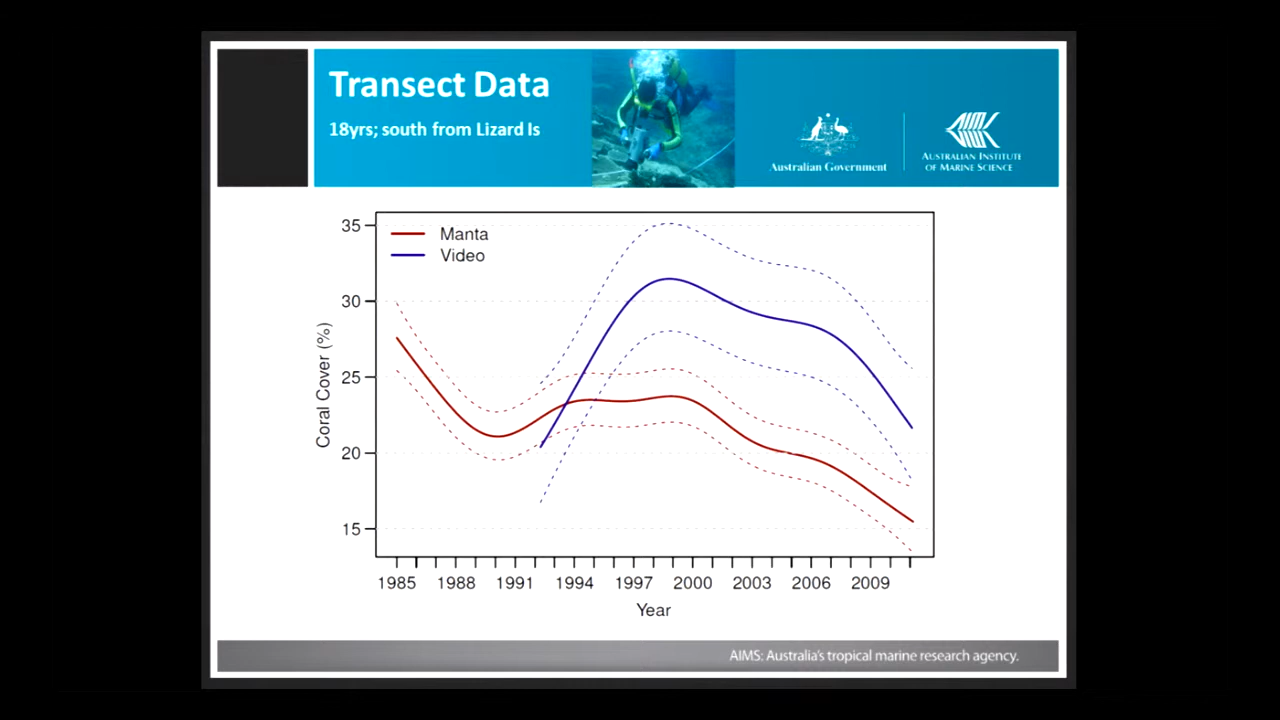 Transect Data
18yrs; south from Lizard Is
Australian Government
AUSTRALIAN INSTITUTE
OF MARINE SCIENCE
35
30
25
20
15
Coral Cover (%)
Manta
Video
1985 1988 1991 1994 1997 2000 2003 2006 2009
Year
AIMS: Australia's tropical marine research agency.